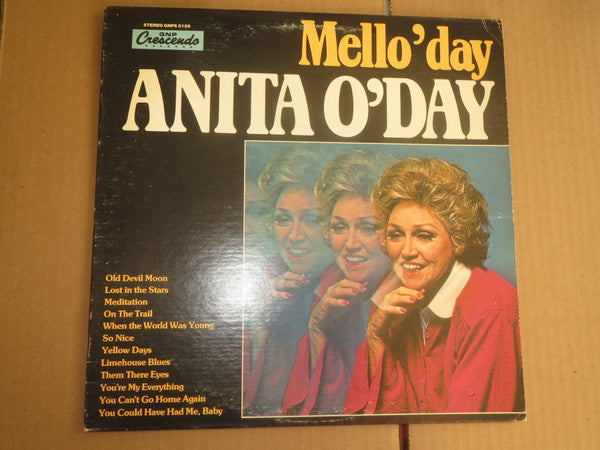 STEREO GNPS 2126
GNP
Crescendo
RECORDS
Mello'day
ANITA O'DAY
Old Devil Moon
Lost in the Stars
Meditation
On The Trail
When the World Was Young
So Nice
Yellow Days
Limehouse Blues
Them There Eyes
You're My Everything
You Can't Go Home Again
You Could Have Had Me, Baby